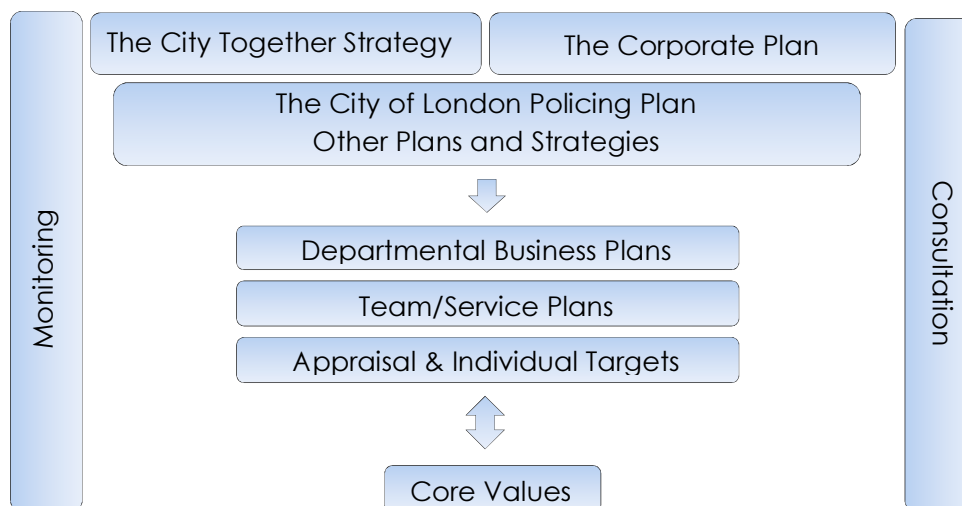 The City Together Strategy
The Corporate Plan
The City of London Policing Plan
Other Plans and Strategies
Monitoring
Consultation
Departmental Business Plans
Team/Service Plans
Appraisal & Individual Targets
Core Values